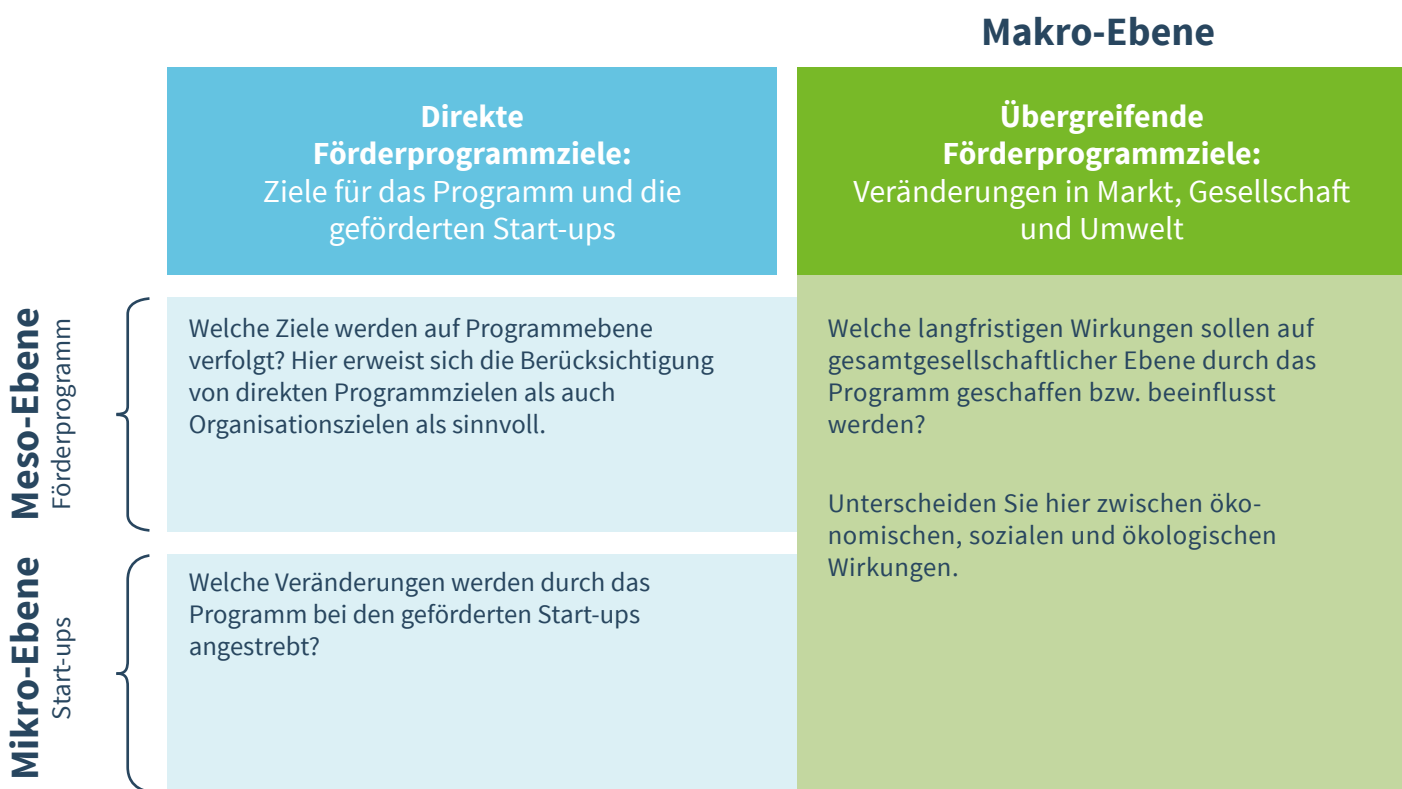 Makro-Ebene
Direkte
Förderprogrammziele:
Ziele für das Programm und die
geförderten Start-ups
Übergreifende
Förderprogrammziele:
Veränderungen in Markt, Gesellschaft
und Umwelt
Meso-Ebene
Förderprogramm
Welche Ziele werden auf Programmebene
verfolgt? Hier erweist sich die Berücksichtigung
von direkten Programmzielen als auch
Organisationszielen als sinnvoll.
Welche langfristigen Wirkungen sollen auf
gesamtgesellschaftlicher Ebene durch das
Programm geschaffen bzw. beeinflusst
werden?
Unterscheiden Sie hier zwischen öko-
nomischen, sozialen und ökologischen
Wirkungen.
Mikro-Ebene
Start-ups
Welche Veränderungen werden durch das
Programm bei den geförderten Start-ups
angestrebt?